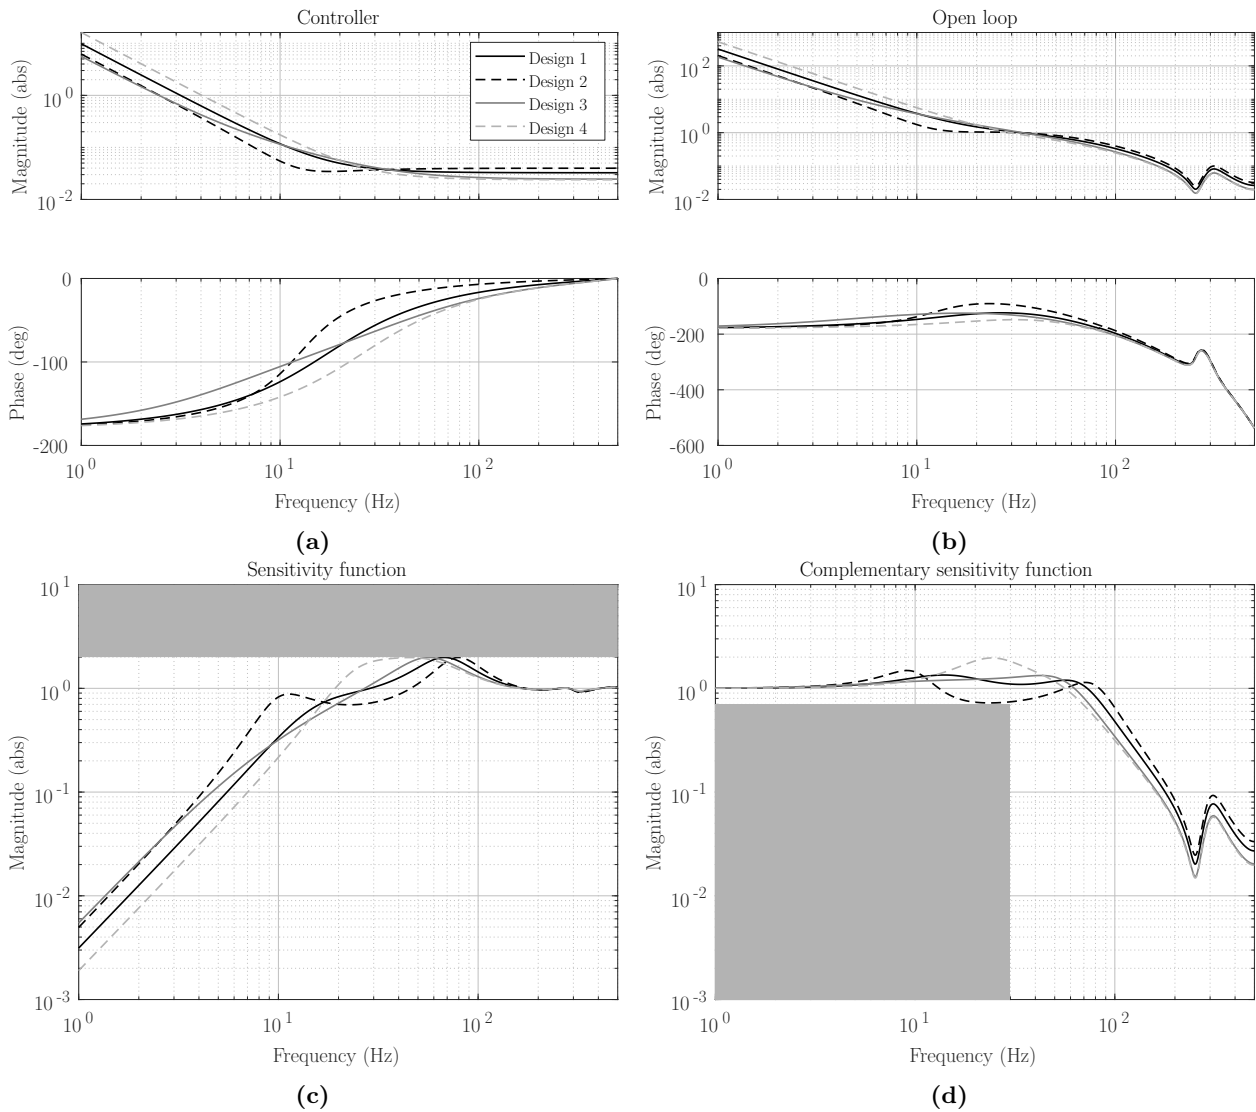 Controller
Magnitude (abs)
10^0
10^-2
Design 1
Design 2
Design 3
Design 4
Phase (deg)
0
-100
-200
10^0
10^1
10^2
Frequency (Hz)
(a)
Open loop
Magnitude (abs)
10^2
10^0
10^-2
Phase (deg)
0
-200
-400
-600
10^0
10^1
10^2
Frequency (Hz)
(b)
Sensitivity function
Magnitude (abs)
10^1
10^0
10^-1
10^-2
10^-3
10^0
10^1
10^2
Frequency (Hz)
(c)
Complementary sensitivity function
Magnitude (abs)
10^1
10^0
10^-1
10^-2
10^-3
10^0
10^1
10^2
Frequency (Hz)
(d)